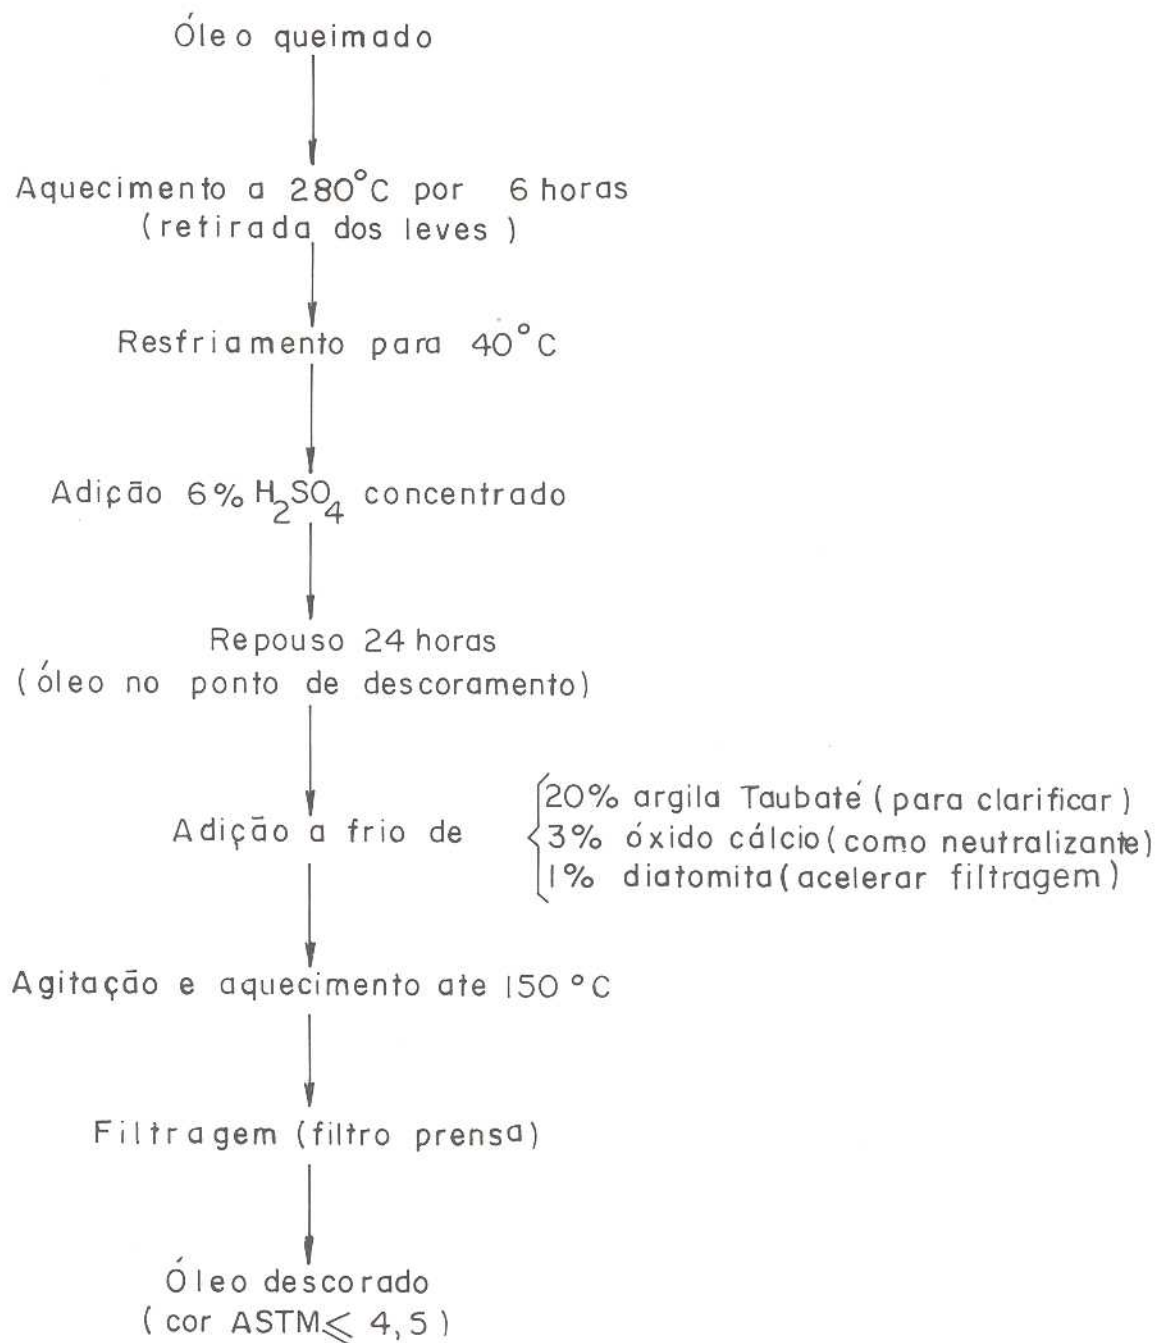 Óleo queimado
Aquecimento a 280°C por 6 horas
(retirada dos leves)
Resfriamento para 40°C
Adição 6% H₂SO₄ concentrado
Repouso 24 horas
(óleo no ponto de descoramento)
Adição a frio de
20% argila Taubaté (para clarificar)
3% óxido cálcio (como neutralizante)
1% diatomita (acelerar filtragem)
Agitação e aquecimento ate 150 °C
Filtragem (filtro prensa)
Óleo descorado
(cor ASTM ⩽ 4,5)